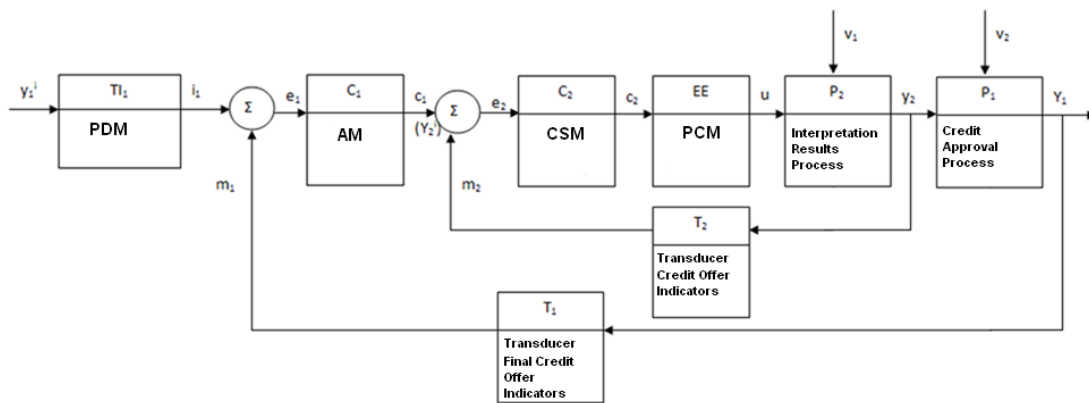 v₁
v₂
y₁ⁱ
TI₁
PDM
i₁
Σ
e₁
C₁
AM
c₁
(Y₂ⁱ)
Σ
e₂
C₂
CSM
c₂
EE
PCM
u
P₂
Interpretation
Results
Process
y₂
P₁
Credit
Approval
Process
Y₁
m₁
m₂
T₂
Transducer
Credit Offer
Indicators
T₁
Transducer
Final Credit
Offer
Indicators